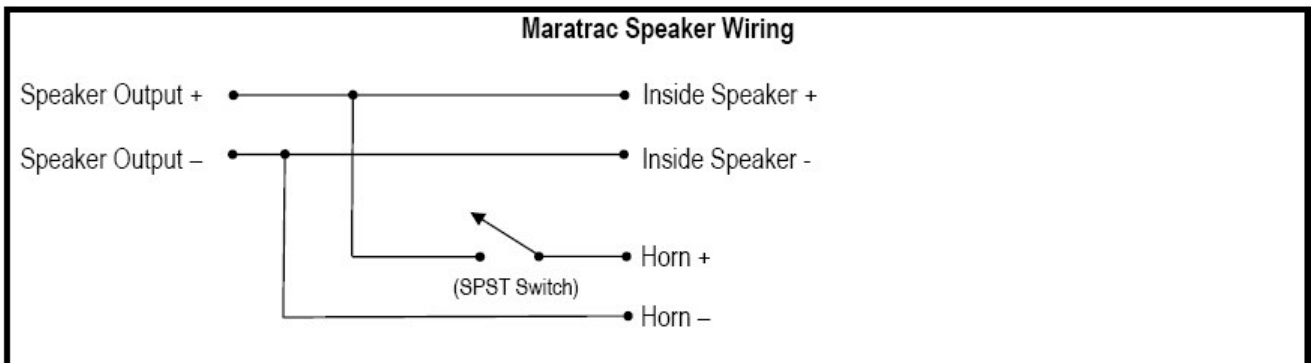 Maratrac Speaker Wiring
Speaker Output + Inside Speaker +
Speaker Output – Inside Speaker -
Horn +
(SPST Switch)
Horn –